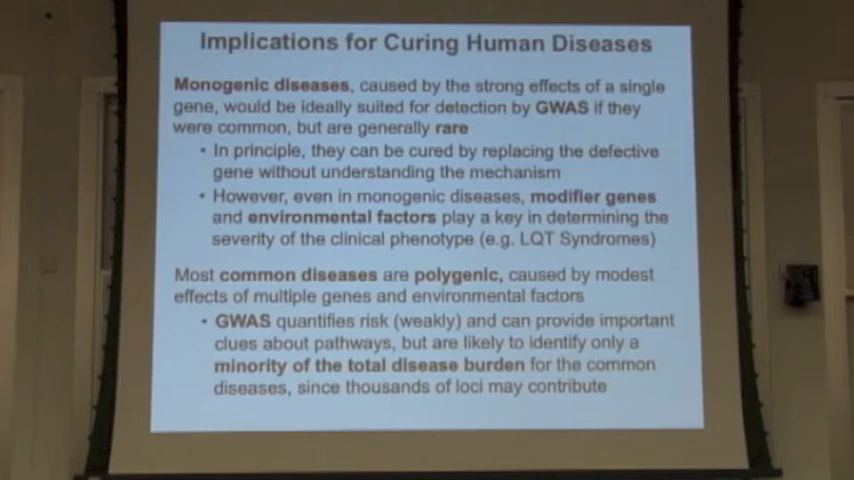 Implications for Curing Human Diseases
Monogenic diseases, caused by the strong effects of a single
gene, would be ideally suited for detection by GWAS if they
were common, but are generally rare
• In principle, they can be cured by replacing the defective
gene without understanding the mechanism
• However, even in monogenic diseases, modifier genes
and environmental factors play a key in determining the
severity of the clinical phenotype (e.g. LQT Syndromes)
Most common diseases are polygenic, caused by modest
effects of multiple genes and environmental factors
• GWAS quantifies risk (weakly) and can provide important
clues about pathways, but are likely to identify only a
minority of the total disease burden for the common
diseases, since thousands of loci may contribute